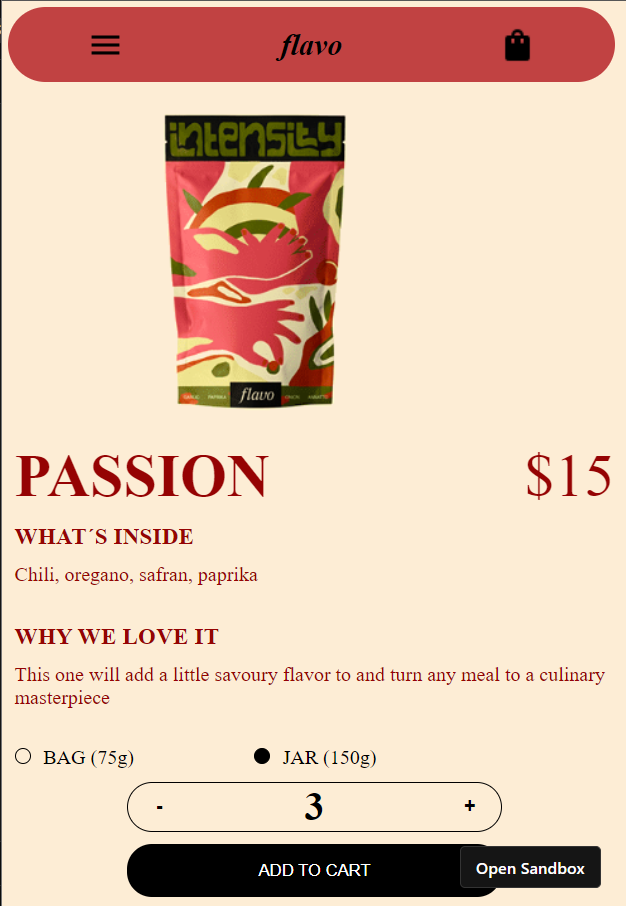 flavo
intensity
PAPRIKA
flavo
PASSION $15
WHAT´S INSIDE
Chili, oregano, safran, paprika
WHY WE LOVE IT
This one will add a little savoury flavor to and turn any meal to a culinary
masterpiece
BAG (75g) JAR (150g)
- 3 +
ADD TO CART
Open Sandbox